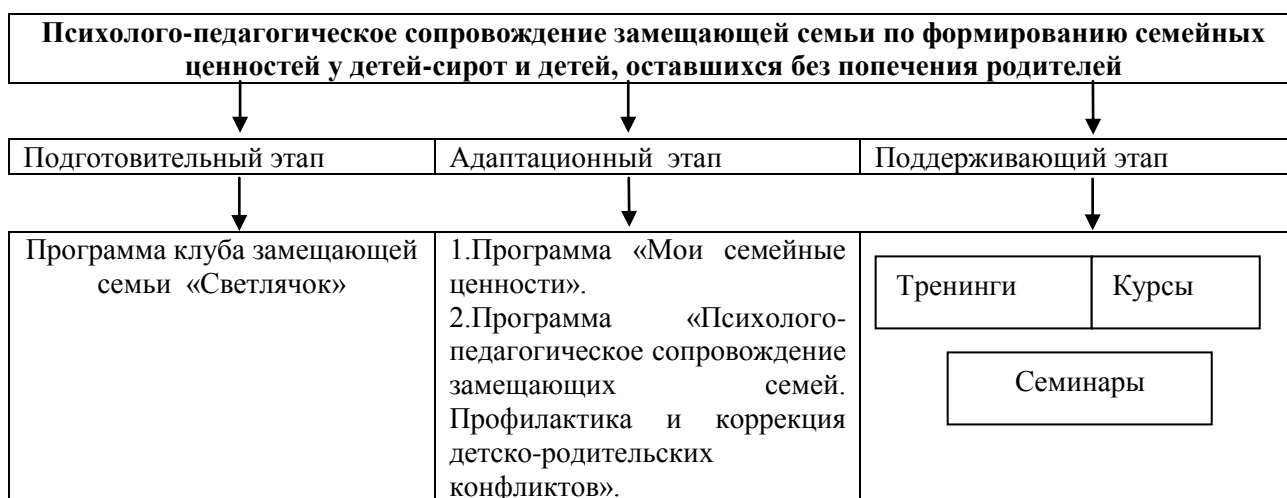 Психолого-педагогическое сопровождение замещающей семьи по формированию семейных
ценностей у детей-сирот и детей, оставшихся без попечения родителей
Подготовительный этап
Адаптационный этап
Поддерживающий этап
Программа клуба замещающей
семьи «Светлячок»
1.Программа «Мои семейные
ценности».
2.Программа «Психолого-
педагогическое сопровождение
замещающих семей.
Профилактика и коррекция
детско-родительских
конфликтов».
Тренинги
Курсы
Семинары